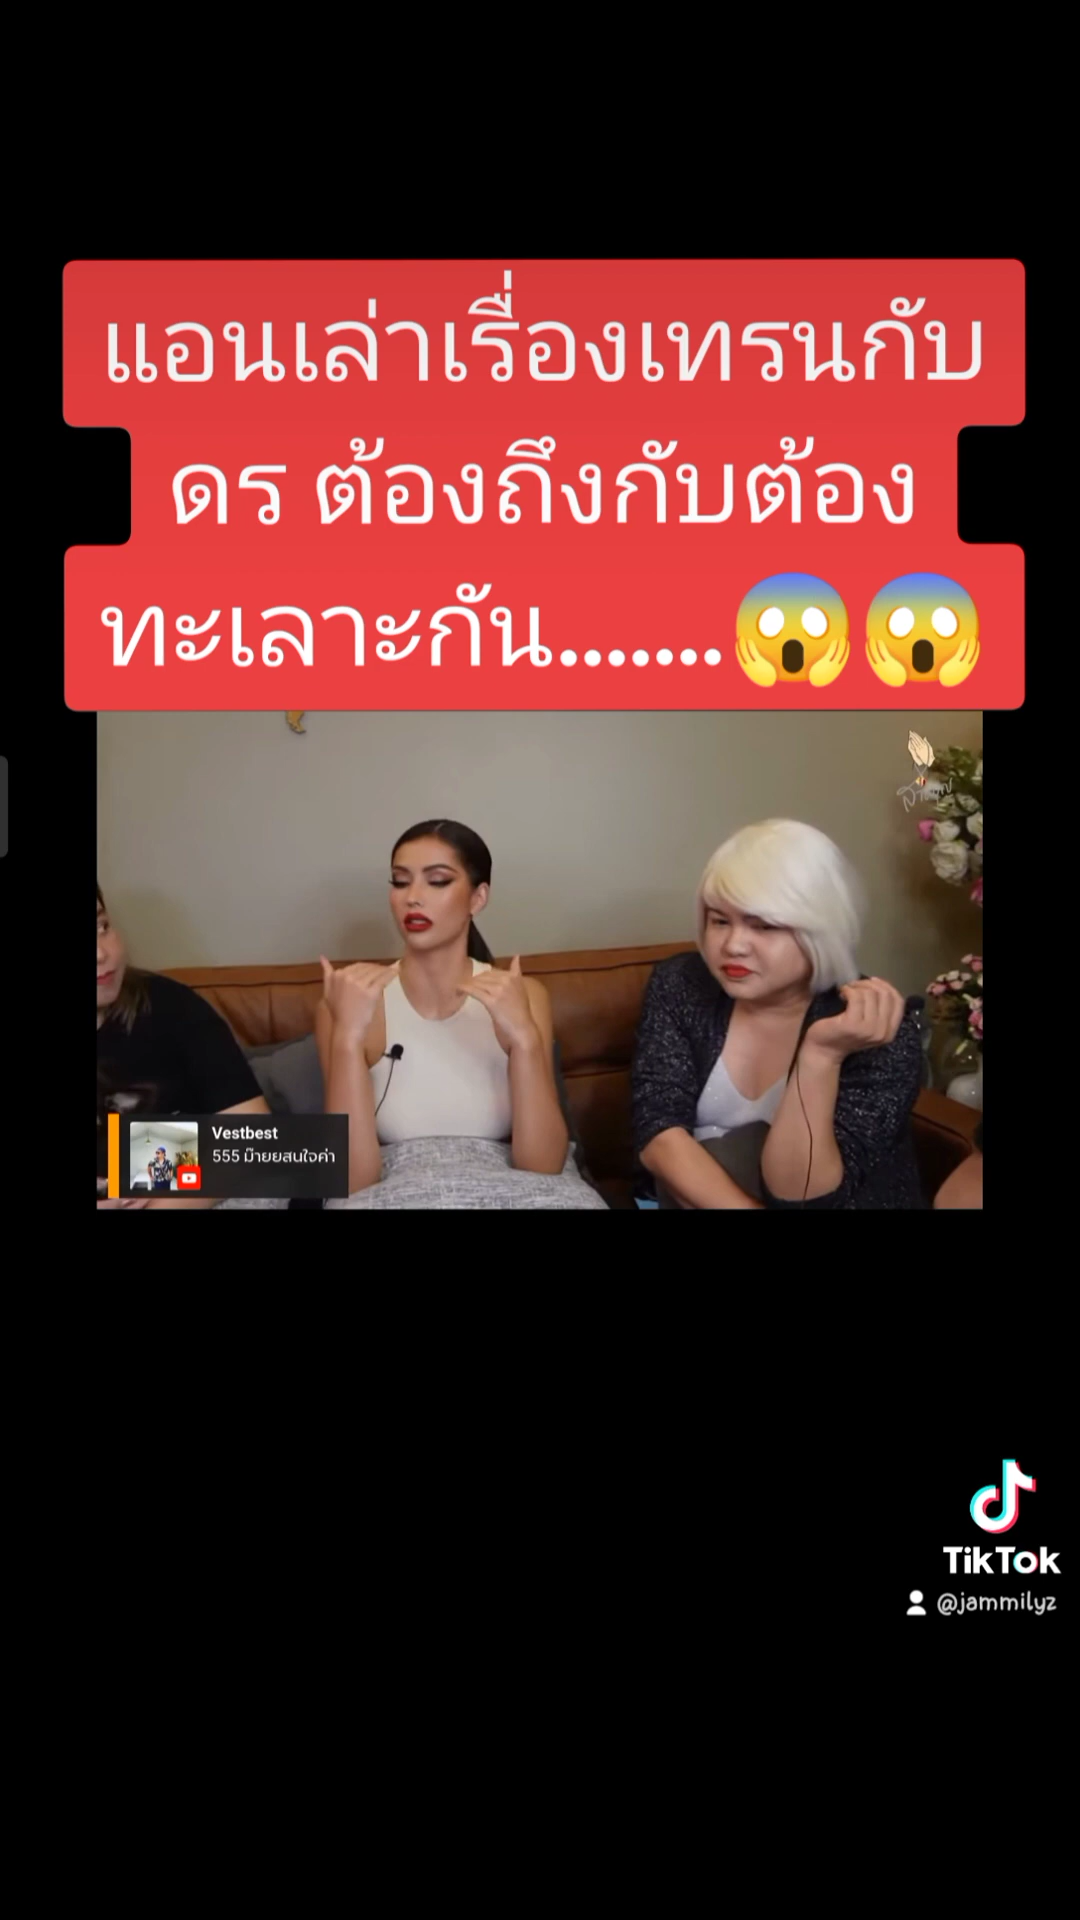 แอนเล่าเรื่องเทรนกับ
ดร ต้องถึงกับต้อง
ทะเลาะกัน.......😱😱
Vestbest
555 ม๊ายยสนใจค่า
TikTok
@jammilyz